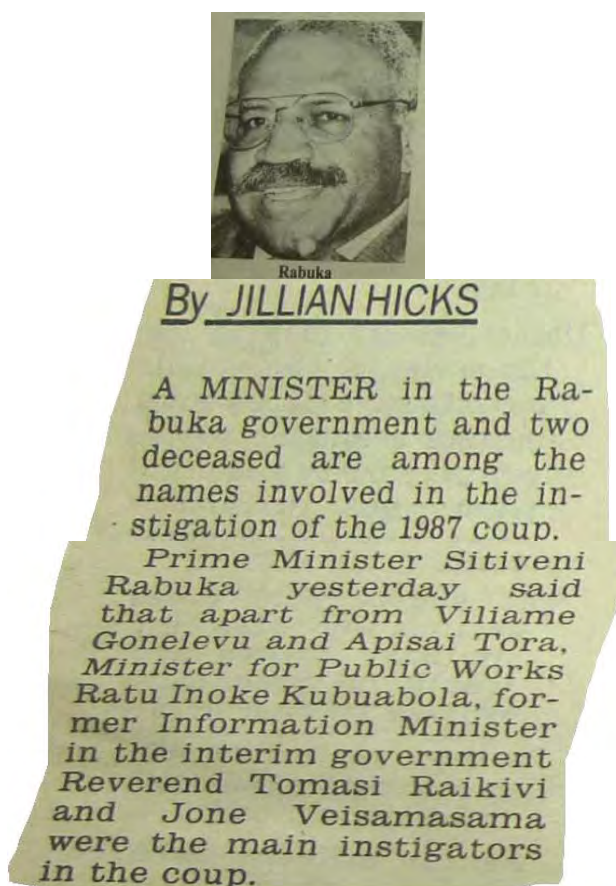 Rabuka
By JILLIAN HICKS
A MINISTER in the Ra-
buka government and two
deceased are among the
names involved in the in-
stigation of the 1987 coup.
Prime Minister Sitiveni
Rabuka yesterday said
that apart from Viliame
Gonelevu and Apisai Tora,
Minister for Public Works
Ratu Inoke Kubuabola, for-
mer Information Minister
in the interim government
Reverend Tomasi Raikivi
and Jone Veisamasama
were the main instigators
in the coup.